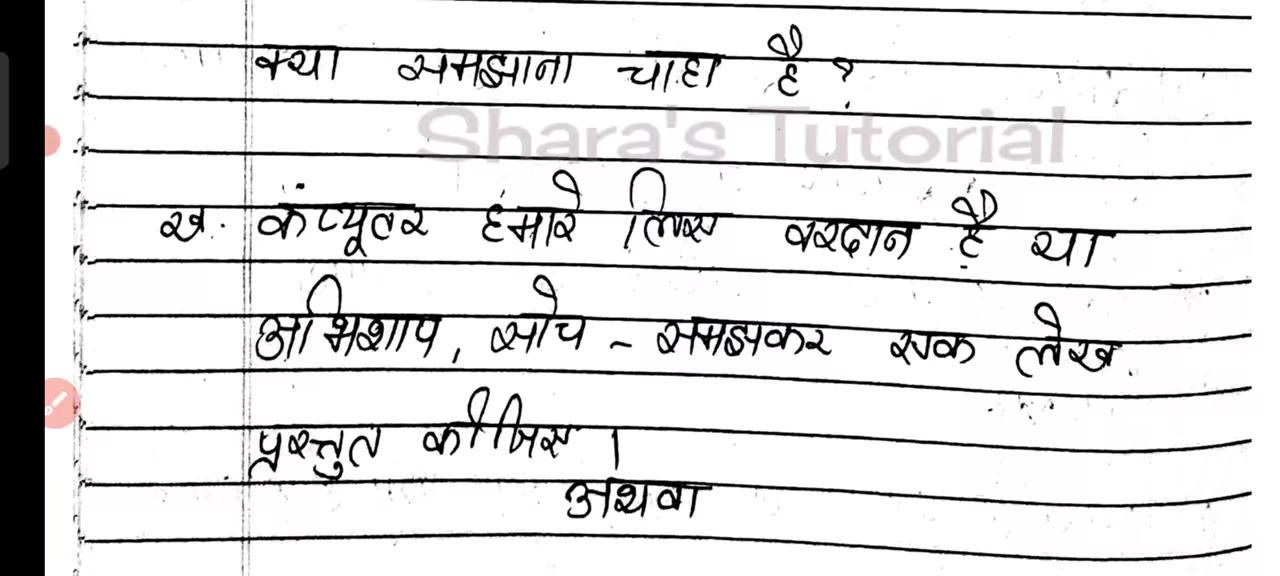 क्या समझाना चाहा है ?
Shara's Tutorial
ख. कंप्यूटर हमारे लिए वरदान है या
अभिशाप, सोच - समझकर एक लेख
प्रस्तुत कीजिए ।
अथवा